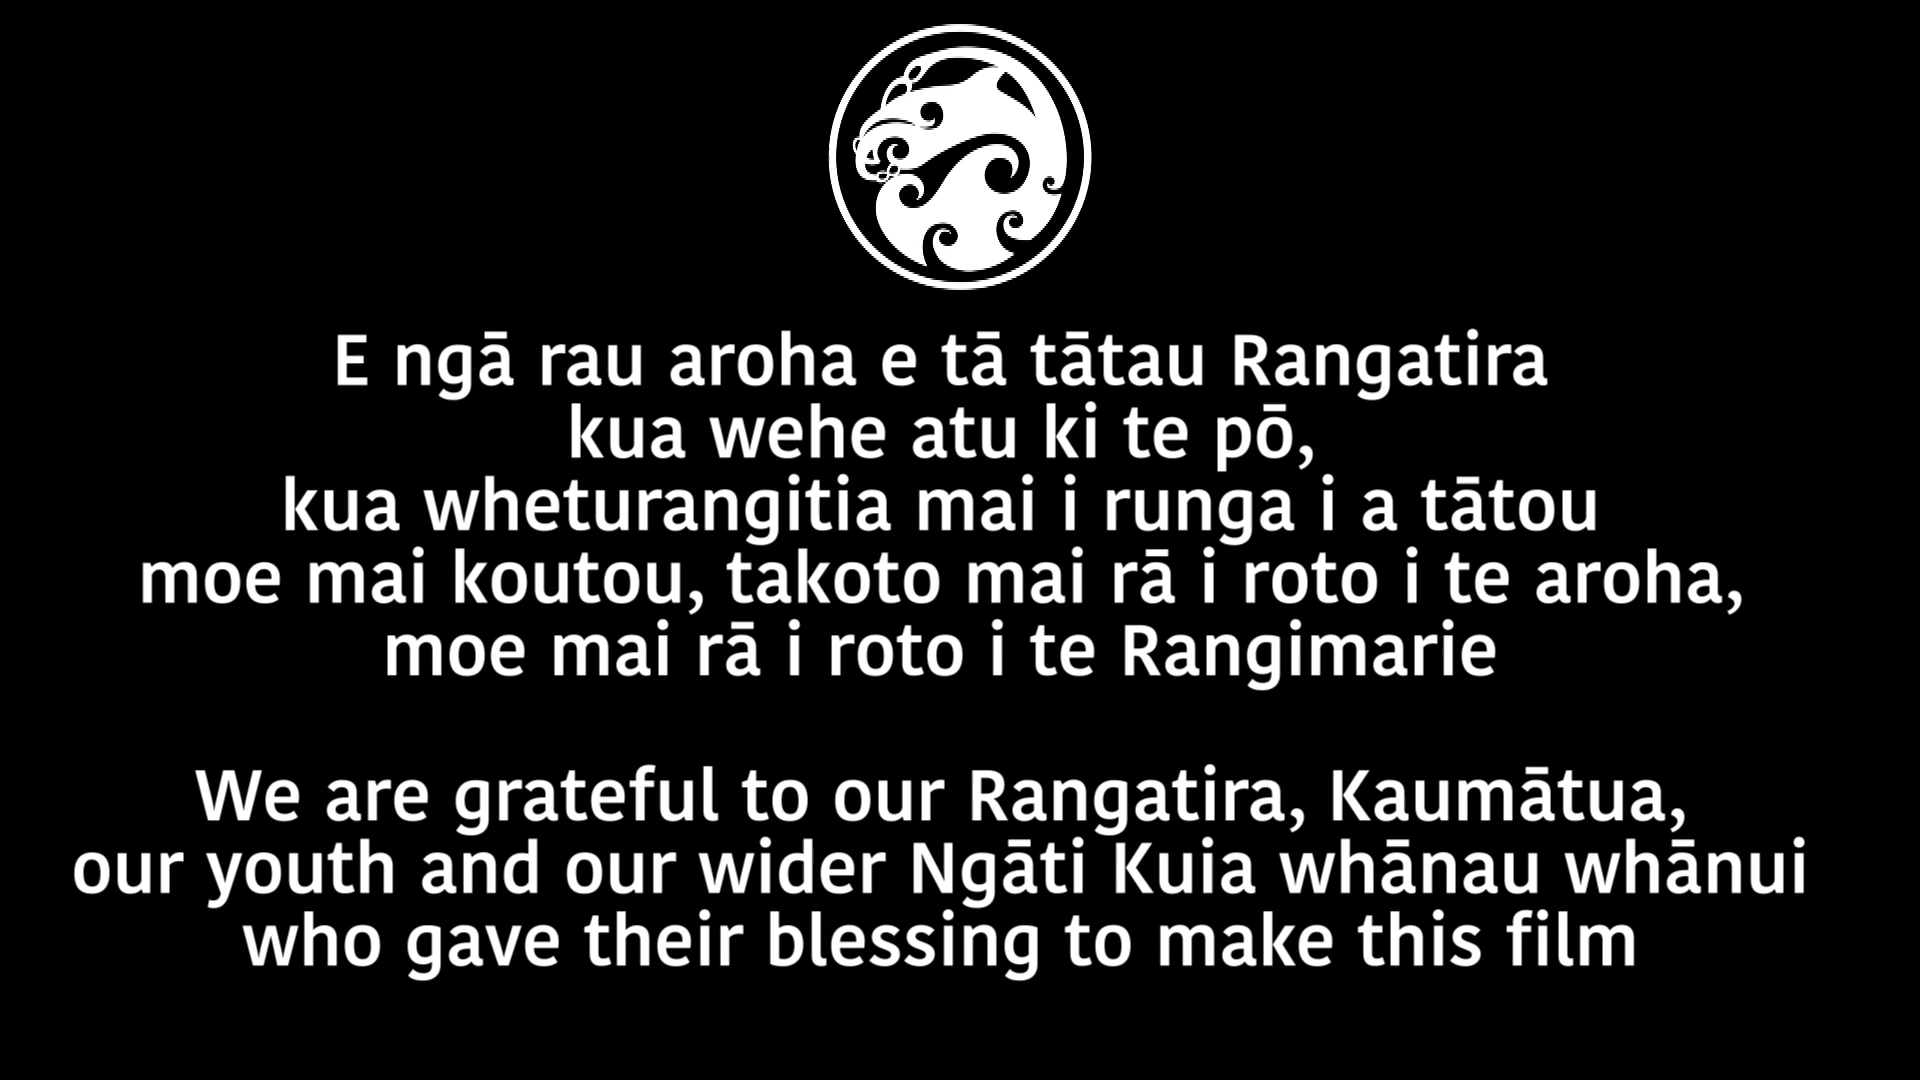 E ngā rau aroha e tā tātau Rangatira
kua wehe atu ki te pō,
kua wheturangitia mai i runga i a tātou
moe mai koutou, takoto mai rā i roto i te aroha,
moe mai rā i roto i te Rangimarie
We are grateful to our Rangatira, Kaumātua,
our youth and our wider Ngāti Kuia whānau whānui
who gave their blessing to make this film